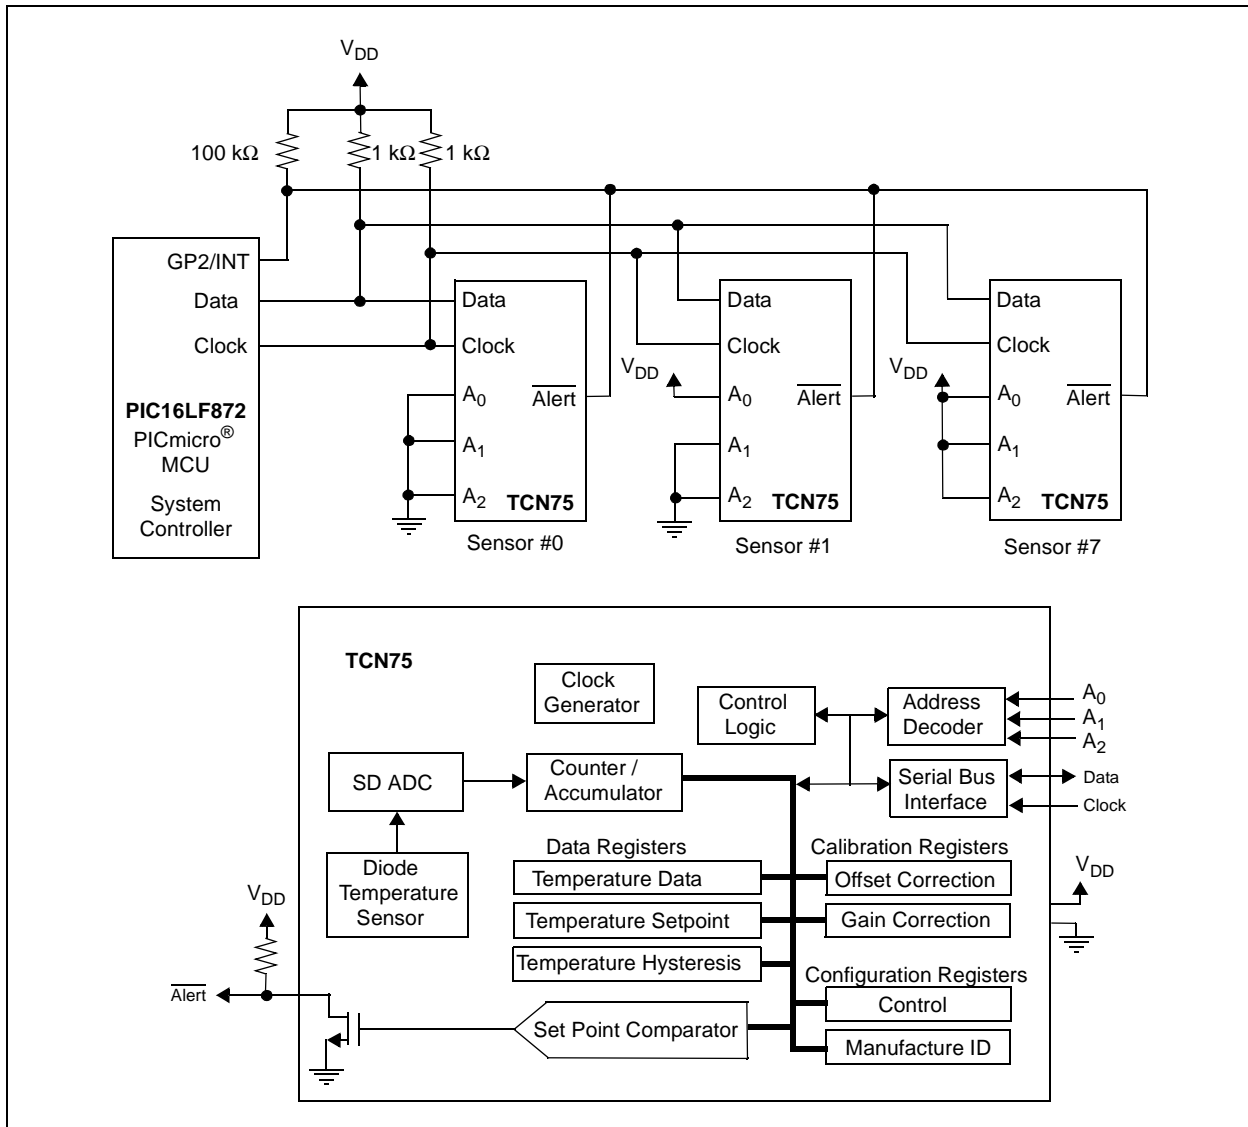 VDD
100 kΩ
1 kΩ
1 kΩ
GP2/INT
Data
Clock
PIC16LF872
PICmicro®
MCU
System
Controller
Data
Clock
A0
Alert
A1
A2
TCN75
Sensor #0
Data
Clock
VDD
A0
Alert
A1
A2
TCN75
Sensor #1
Data
Clock
VDD
A0
Alert
A1
A2
TCN75
Sensor #7
TCN75
Clock
Generator
Control
Logic
Address
Decoder
A0
A1
A2
SD ADC
Counter /
Accumulator
Serial Bus
Interface
Data
Clock
Diode
Temperature
Sensor
Data Registers
Temperature Data
Temperature Setpoint
Temperature Hysteresis
Calibration Registers
Offset Correction
Gain Correction
VDD
Configuration Registers
Control
Manufacture ID
Set Point Comparator
VDD
Alert